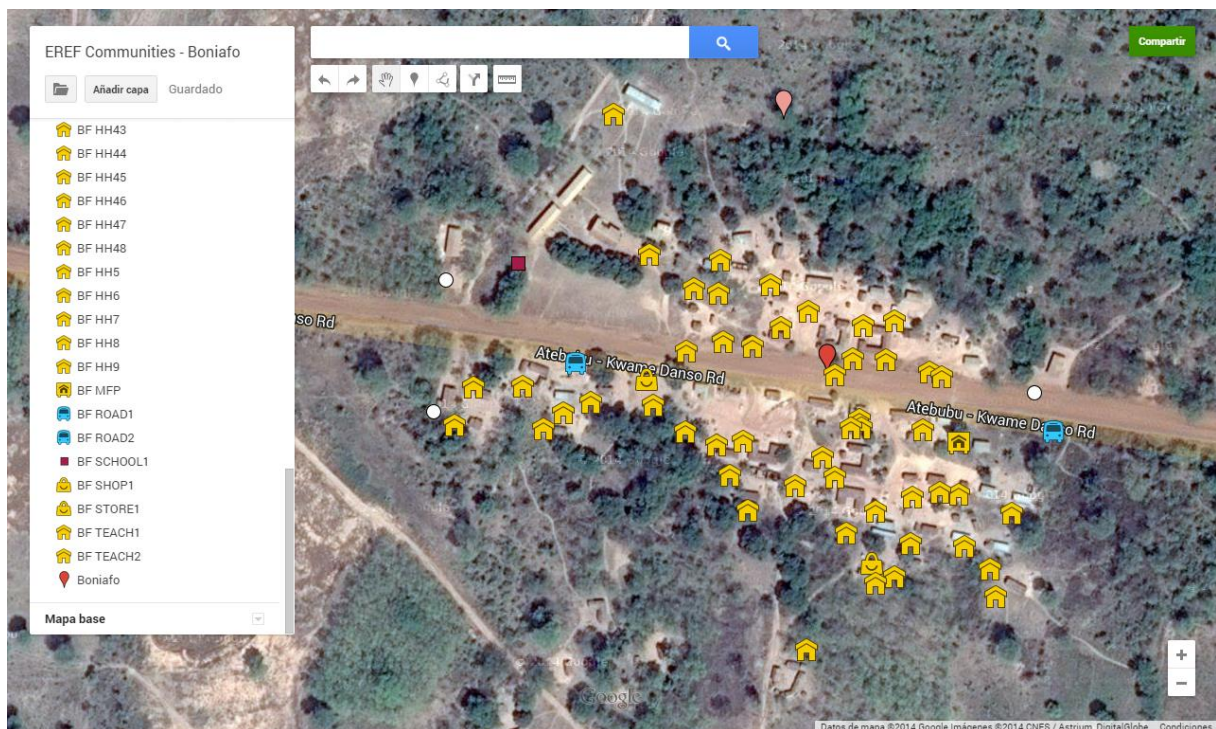 EREF Communities - Boniafo
Compartir
Añadir capa
Guardado
BF HH43
BF HH44
BF HH45
BF HH46
BF HH47
BF HH48
BF HH5
BF HH6
BF HH7
BF HH8
BF HH9
BF MFP
BF ROAD1
BF ROAD2
BF SCHOOL1
BF SHOP1
BF STORE1
BF TEACH1
BF TEACH2
Boniafo
Mapa base
so Rd
Atebubu - Kwame Danso Rd
Atebubu - Kwame Danso Rd
Google
Datos de mapa ©2014 Google Imágenes ©2014 CNES / Astrium, DigitalGlobe
Condiciones